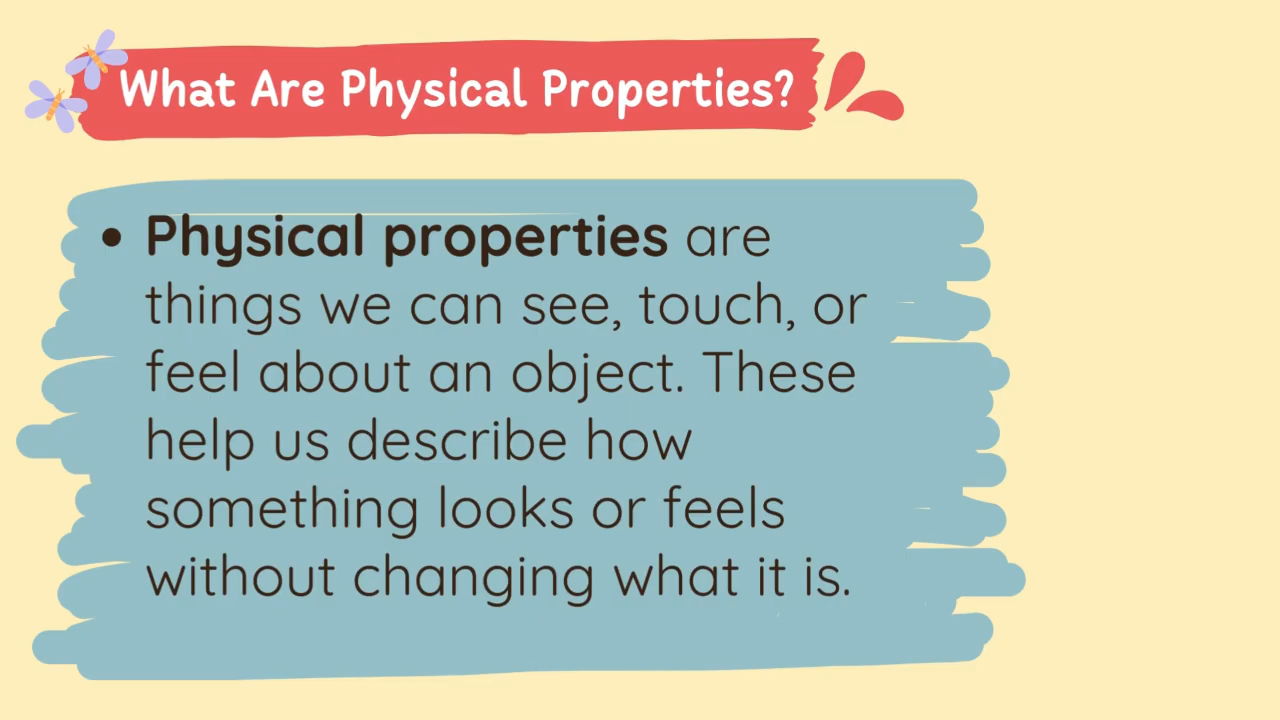 What Are Physical Properties?
• Physical properties are
things we can see, touch, or
feel about an object. These
help us describe how
something looks or feels
without changing what it is.